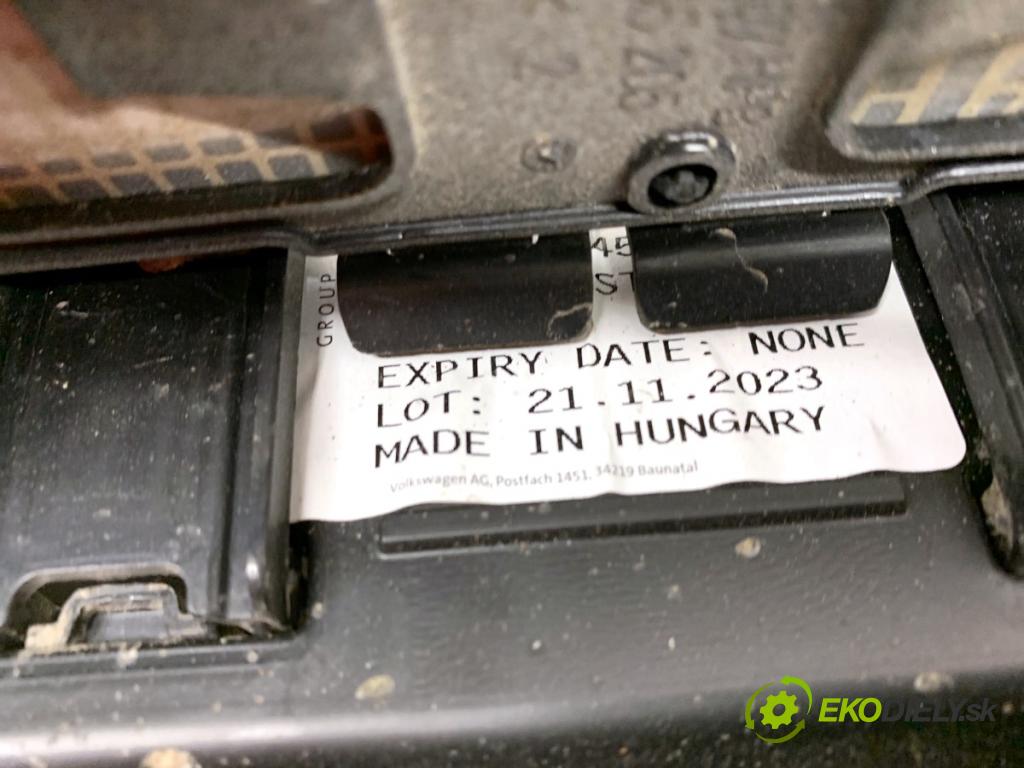 GROUP
45
EXPIRY DATE: NONE
LOT: 21.11.2023
MADE IN HUNGARY
Volkswagen AG, Postfach 1451, 34219 Baunatal
EKODIELY.sk